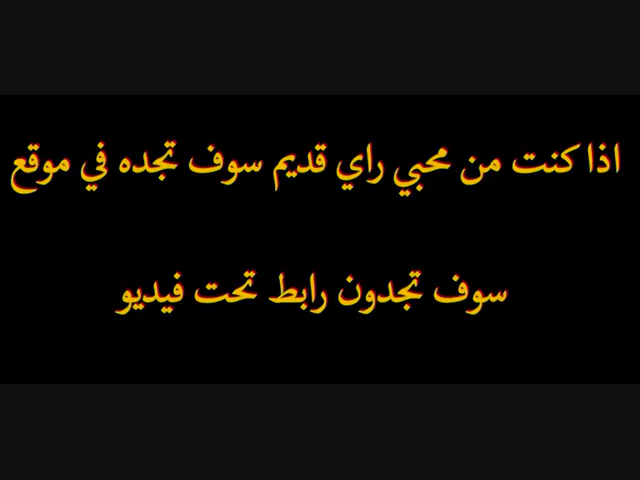 اذا كنت من محبي راي قديم سوف تجده في موقع
سوف تجدون رابط تحت فيديو